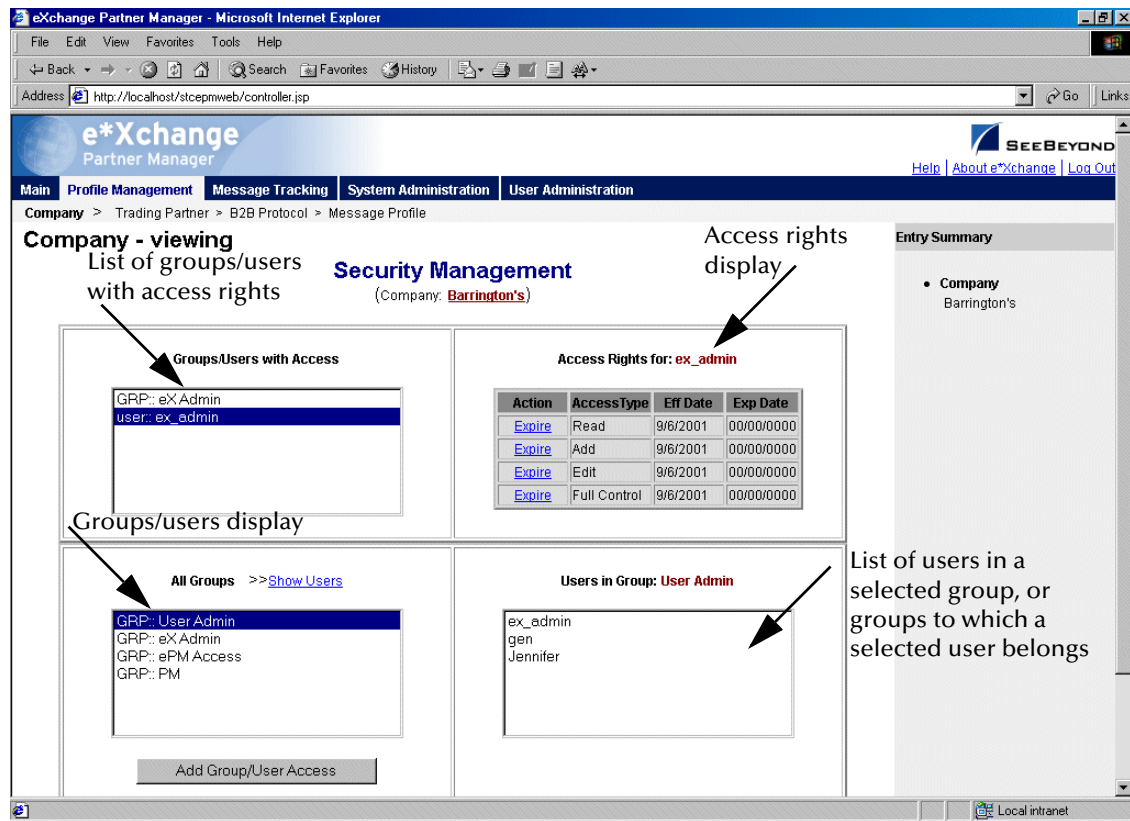 eXchange Partner Manager - Microsoft Internet Explorer
File Edit View Favorites Tools Help
Back Search Favorites History
Address http://localhost/stcepmweb/controller.jsp Go Links
e*Xchange
Partner Manager
SEEBEYOND
Help | About e*Xchange | Log Out
Main Profile Management Message Tracking System Administration User Administration
Company > Trading Partner > B2B Protocol > Message Profile
Company - viewing
Entry Summary
List of groups/users
with access rights
Security Management
(Company: Barrington's)
Access rights
display
Company
Barrington's
Groups/Users with Access
GRP:: eX Admin
user:: ex_admin
Access Rights for: ex_admin
Action AccessType Eff Date Exp Date
Expire Read 9/6/2001 00/00/0000
Expire Add 9/6/2001 00/00/0000
Expire Edit 9/6/2001 00/00/0000
Expire Full Control 9/6/2001 00/00/0000
Groups/users display
All Groups >>Show Users
GRP:: User Admin
GRP:: eX Admin
GRP:: ePM Access
GRP:: PM
Add Group/User Access
Users in Group: User Admin
ex_admin
gen
Jennifer
List of users in a
selected group, or
groups to which a
selected user belongs
Local intranet